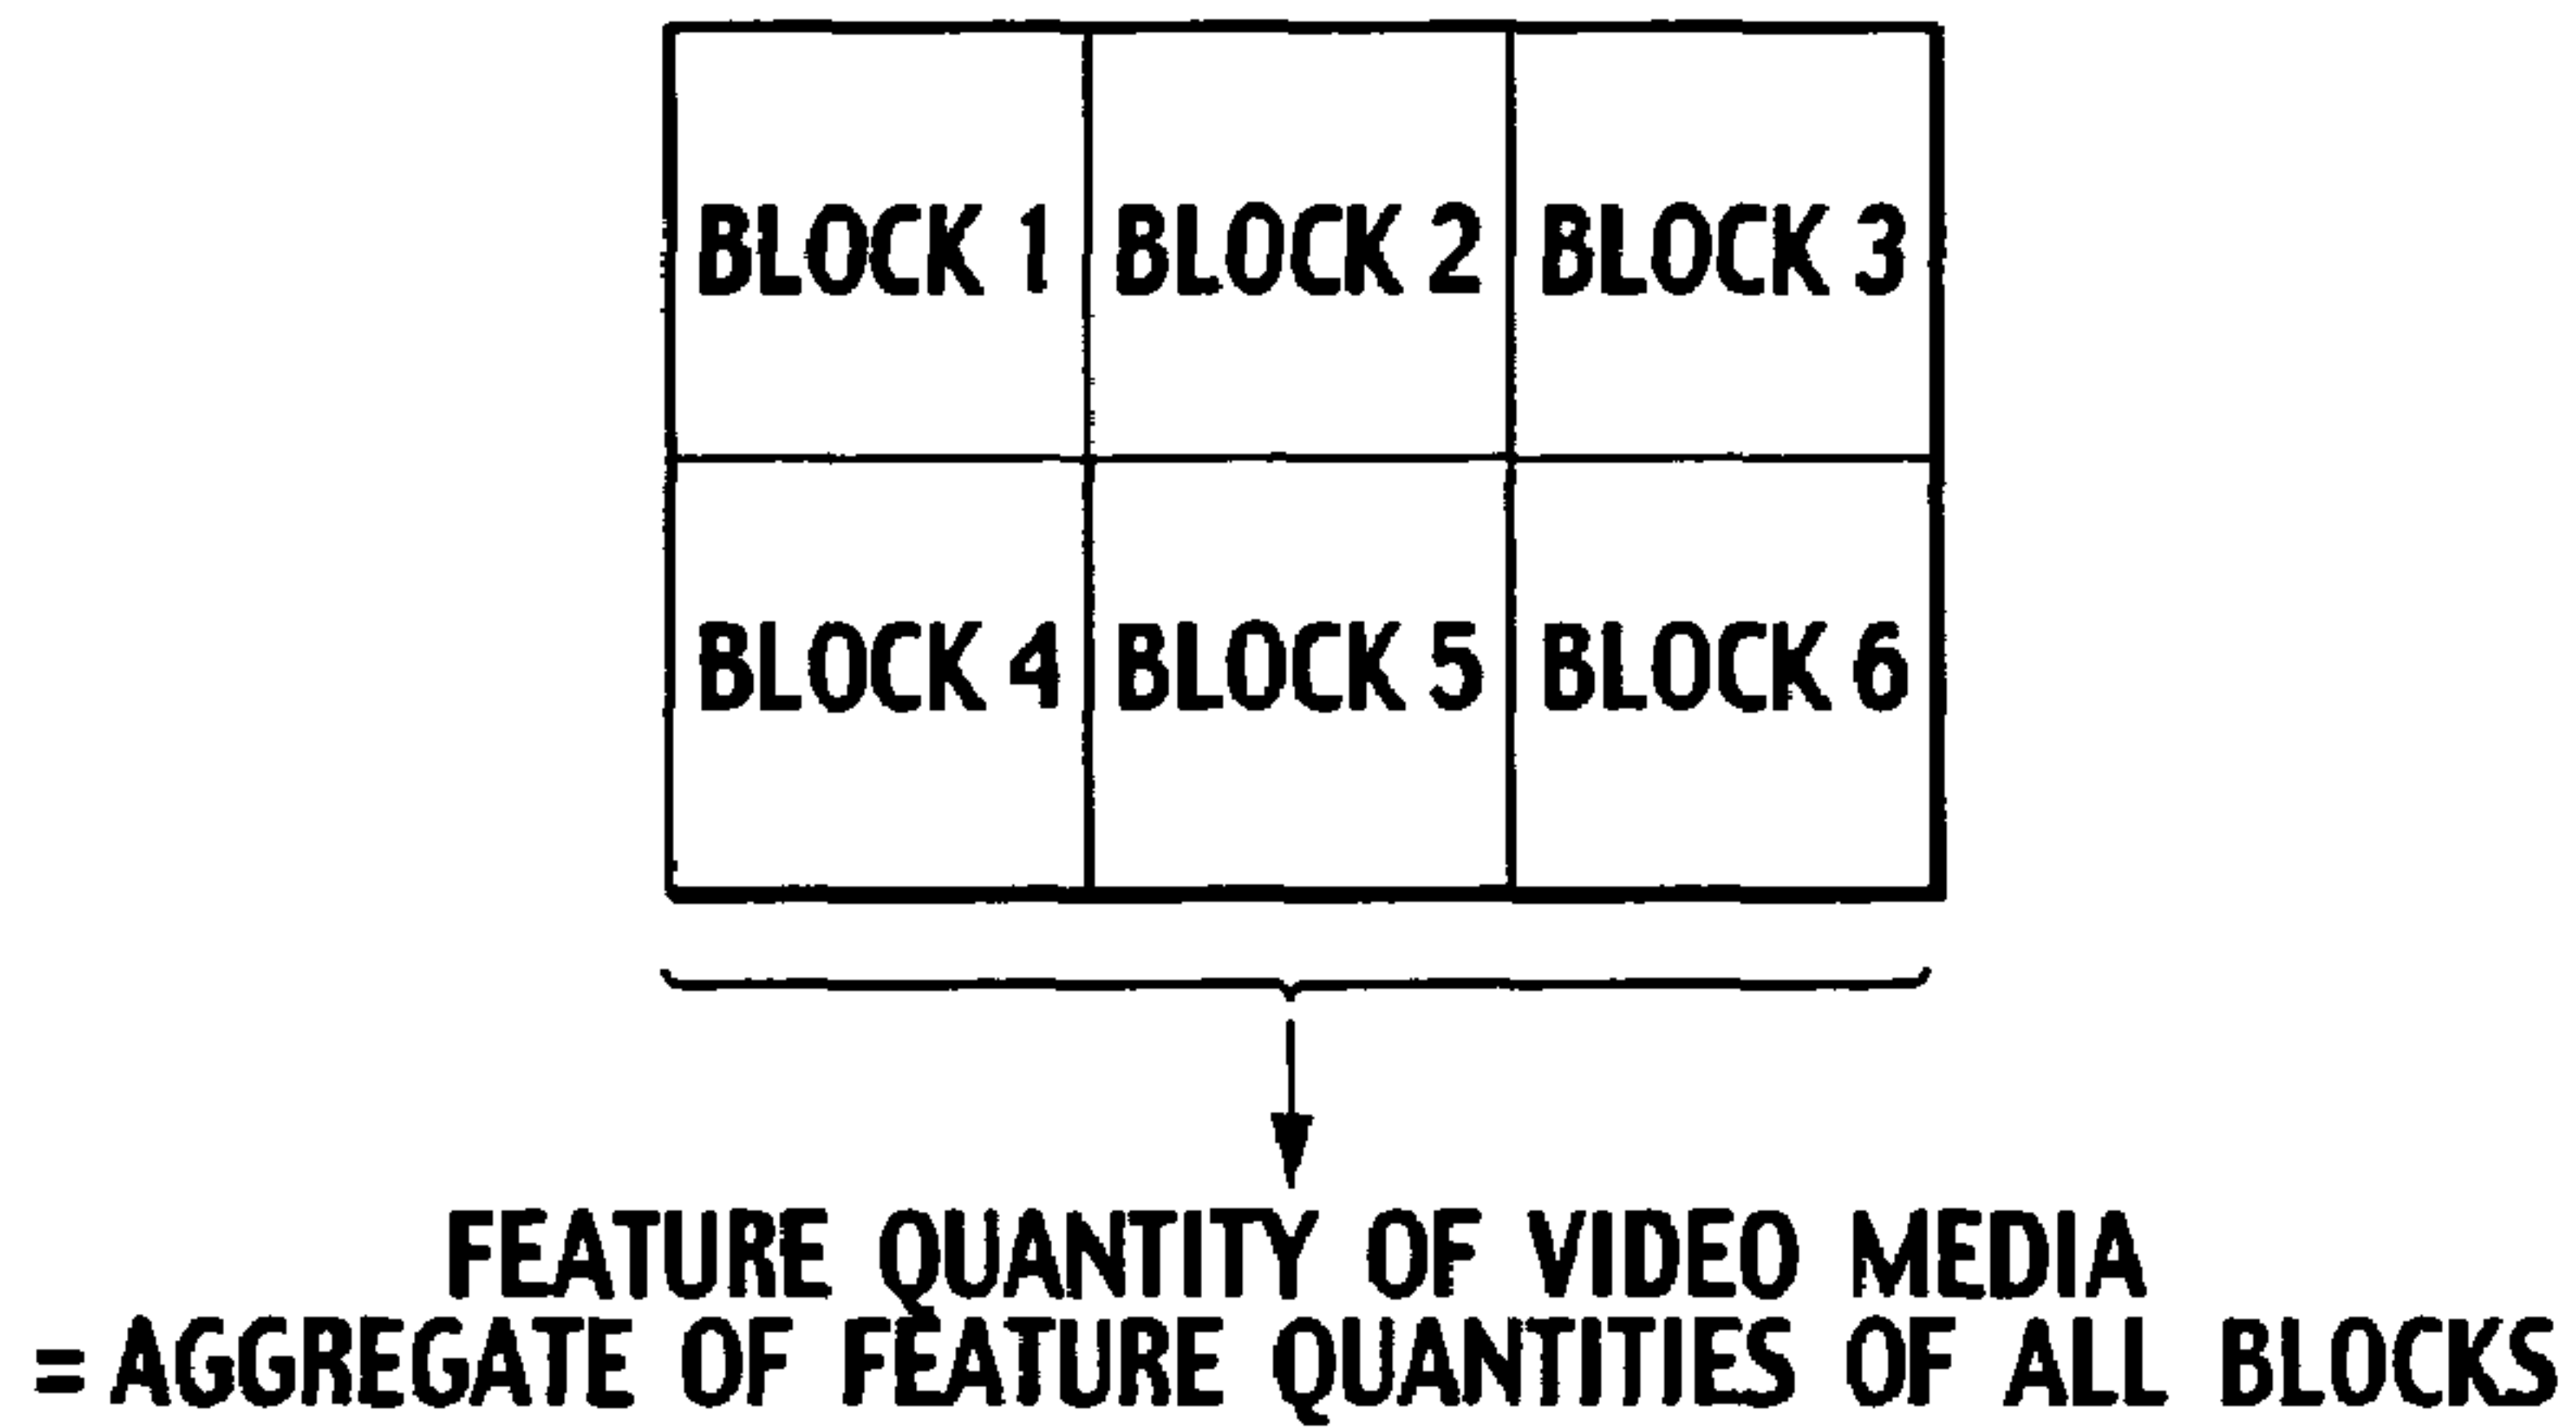 BLOCK 1 BLOCK 2 BLOCK 3
BLOCK 4 BLOCK 5 BLOCK 6
FEATURE QUANTITY OF VIDEO MEDIA
= AGGREGATE OF FEATURE QUANTITIES OF ALL BLOCKS